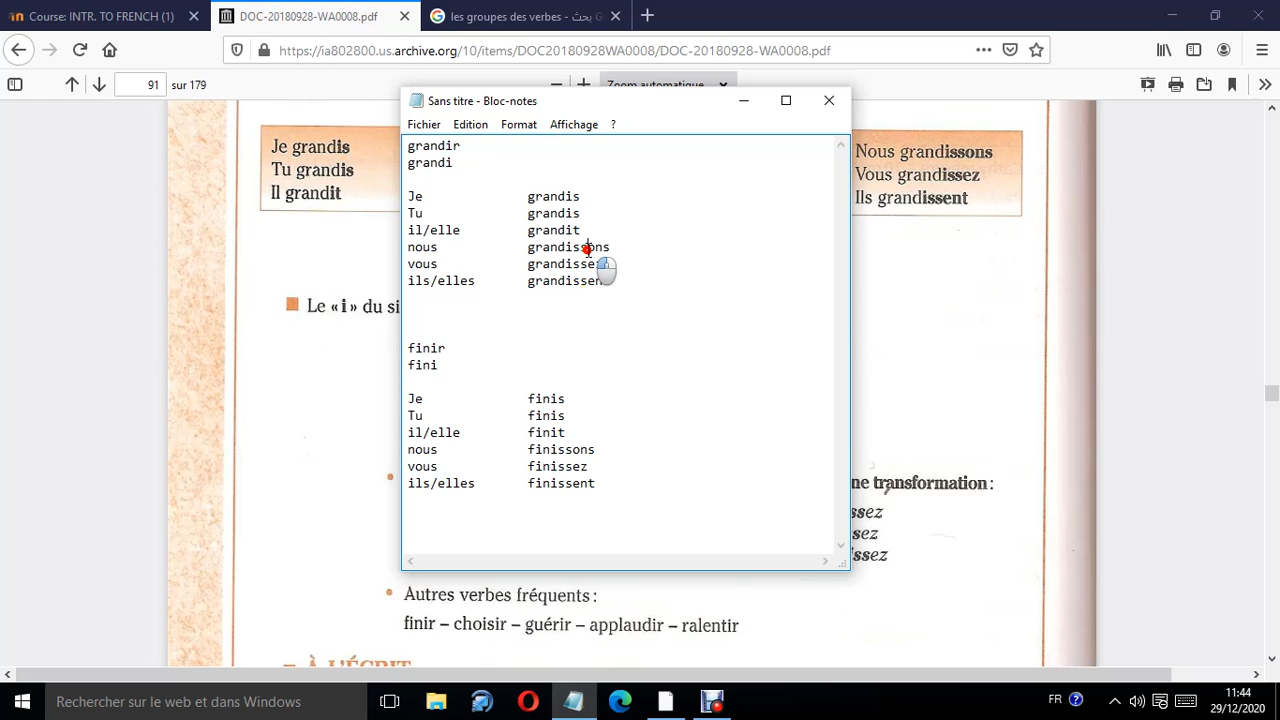 Course: INTR. TO FRENCH (1)
DOC-20180928-WA0008.pdf
les groupes des verbes - بحث G
https://ia802800.us.archive.org/10/items/DOC20180928WA0008/DOC-20180928-WA0008.pdf
91 sur 179
Zoom automatique
Sans titre - Bloc-notes
Fichier Edition Format Affichage ?
Je grandis
Tu grandis
Il grandit
Nous grandissons
Vous grandissez
Ils grandissent
grandir
grandi
Je grandis
Tu grandis
il/elle grandit
nous grandissons
vous
ils/elles
Le « i » du si
finir
fini
Je finis
Tu finis
il/elle finit
nous finissons
vous finissez
ils/elles finissent
ne transformation :
ssez
sez
issez
Autres verbes fréquents :
finir – choisir – guérir – applaudir – ralentir
À L'ÉCRIT
Rechercher sur le web et dans Windows
FR
11:44
29/12/2020